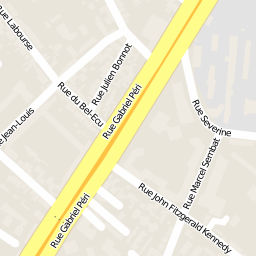 Rue Labourse
Rue du Bel-Ecu
Rue Julien Bonnot
Rue Gabriel Péri
Rue Severine
Rue Marcel Sembat
Rue Jean-Louis
Rue John Fitzgerald Kennedy
Rue Gabriel Péri